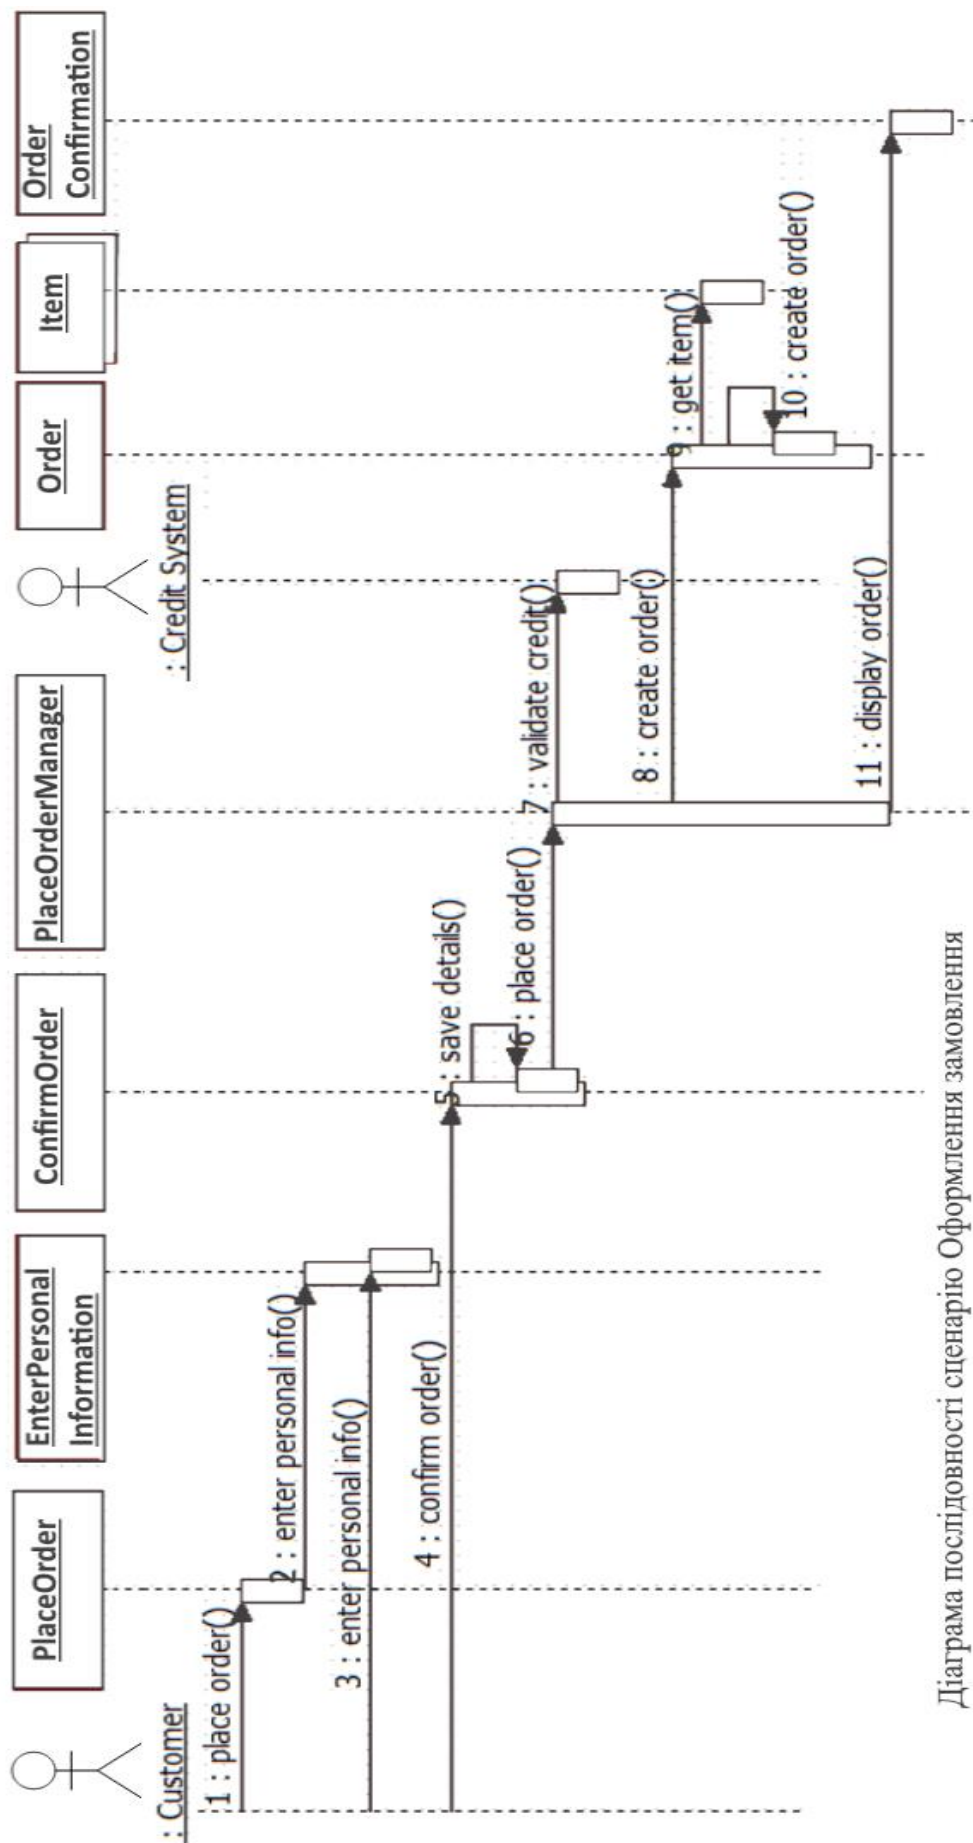 : Customer
PlaceOrder
EnterPersonal
Information
ConfirmOrder
PlaceOrderManager
: Credit System
Order
Item
Order
Confirmation
1 : place order()
2 : enter personal info()
3 : enter personal info()
4 : confirm order()
5 : save details()
6 : place order()
7 : validate credit()
8 : create order()
9 : get item()
10 : create order()
11 : display order()
Діаграма послідовності сценарію Оформлення замовлення